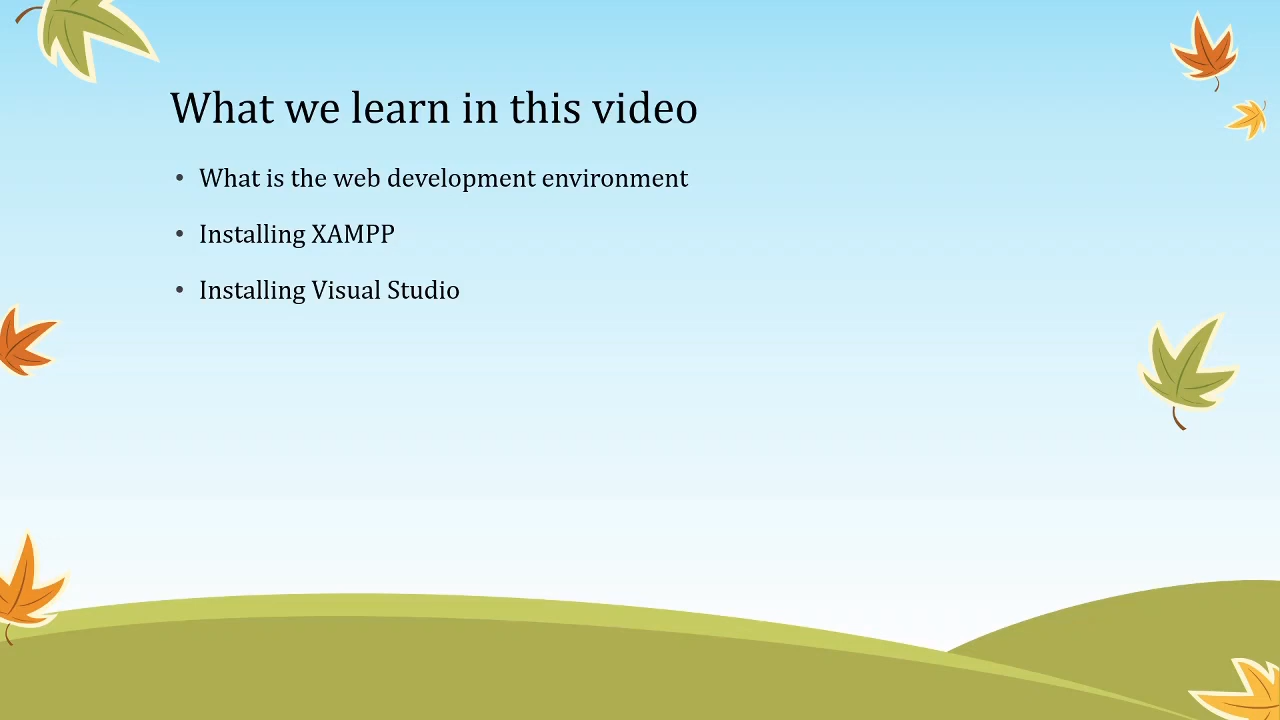 What we learn in this video
• What is the web development environment
• Installing XAMPP
• Installing Visual Studio